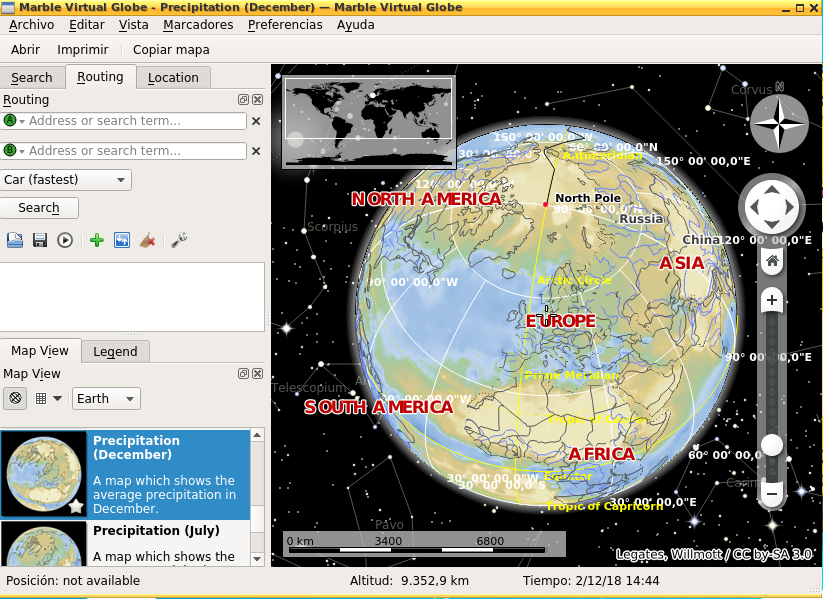 Marble Virtual Globe - Precipitation (December) — Marble Virtual Globe
Archivo Editar Vista Marcadores Preferencias Ayuda
Abrir Imprimir Copiar mapa
Search Routing Location
Routing
A Address or search term...
B Address or search term...
Car (fastest)
Search
Map View Legend
Map View
Earth
Precipitation
(December)
A map which shows the
average precipitation in
December.
Precipitation (July)
A map which shows the
Corvus N
150° 00' 00,0"W
00,0"N
Antimeridian
150° 00' 00,0"E
North Pole
NORTH AMERICA
Russia
Scorpius
China
120° 00' 00,0"E
ASIA
Arctic Circle
90° 00' 00,0"W
EUROPE
90° 00' 00,0"E
Prime Meridian
Telescopium
00,0"W
SOUTH AMERICA
Tropic of Cancer
AFRICA
60° 00' 00,0
Equator
30° 00' 00,0"W
30° 00' 00,0"S
30° 00' 00,0"E
Tropic of Capricorn
Pavo
0 km 3400 6800
Legates, Willmott / CC by-SA 3.0
Posición: not available Altitud: 9.352,9 km Tiempo: 2/12/18 14:44